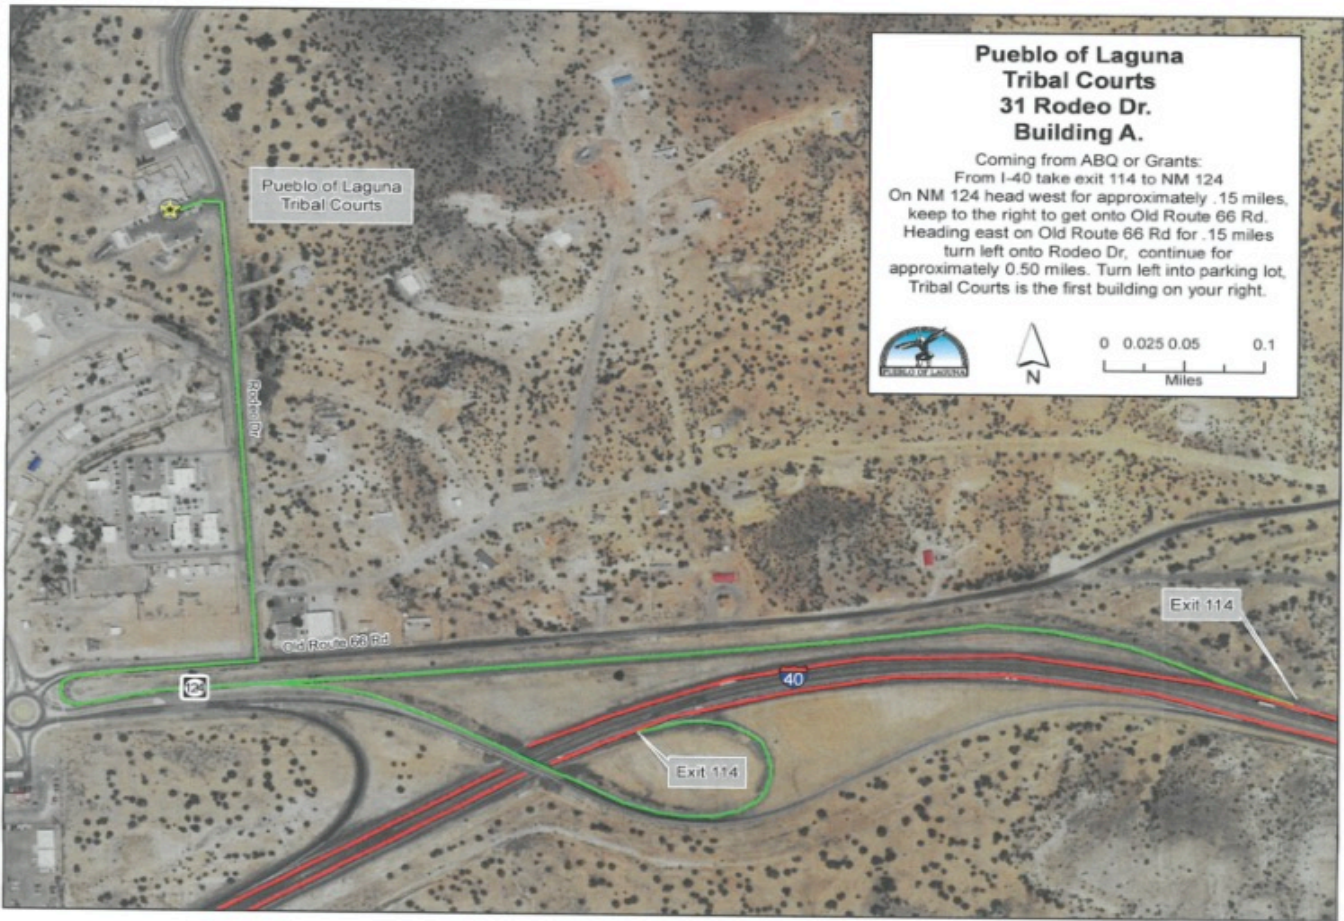 Pueblo of Laguna
Tribal Courts
31 Rodeo Dr.
Building A.
Coming from ABQ or Grants:
From I-40 take exit 114 to NM 124
On NM 124 head west for approximately .15 miles,
keep to the right to get onto Old Route 66 Rd.
Heading east on Old Route 66 Rd for .15 miles
turn left onto Rodeo Dr, continue for
approximately 0.50 miles. Turn left into parking lot,
Tribal Courts is the first building on your right.
PUEBLO OF LAGUNA
N
0 0.025 0.05 0.1
Miles
Pueblo of Laguna
Tribal Courts
Rodeo Dr
Old Route 66 Rd
124
40
Exit 114
Exit 114